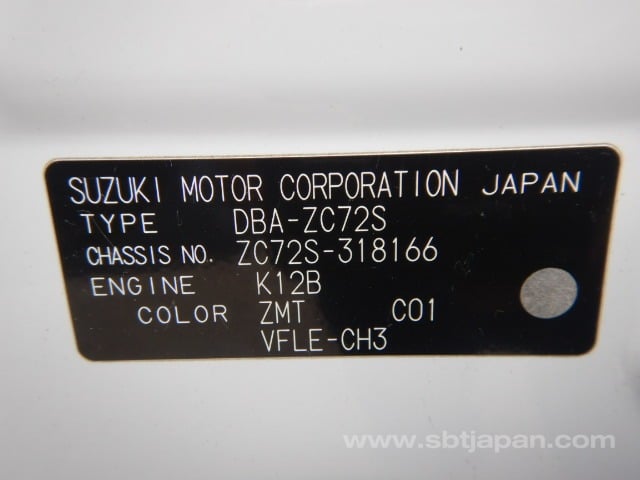 SUZUKI MOTOR CORPORATION JAPAN
TYPE DBA-ZC72S
CHASSIS NO. ZC72S-318166
ENGINE K12B
COLOR ZMT C01
VFLE-CH3
www.sbtjapan.com